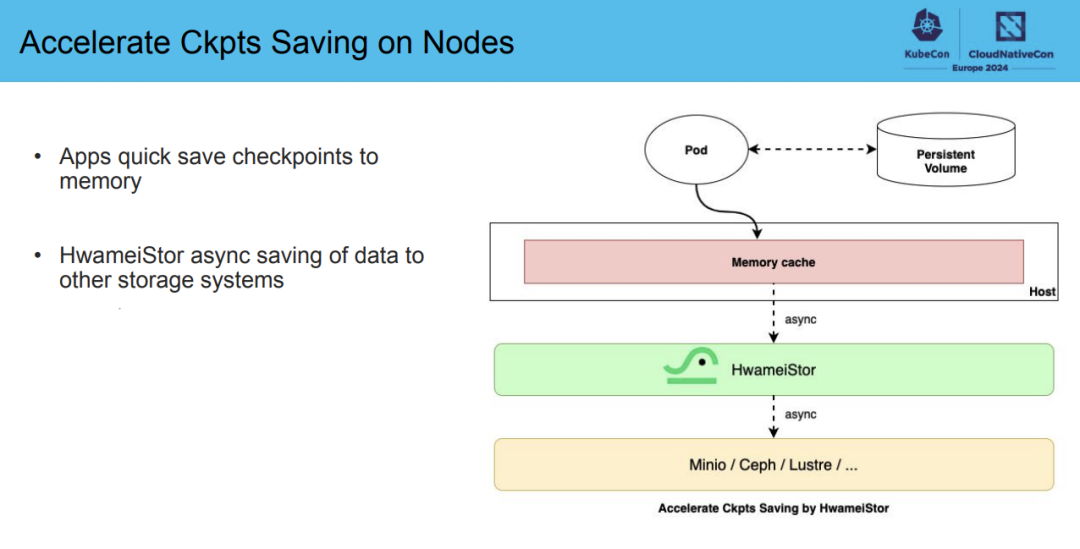 Accelerate Ckpts Saving on Nodes
KubeCon
CloudNativeCon
Europe 2024
• Apps quick save checkpoints to
memory
• HwameiStor async saving of data to
other storage systems
Pod
Persistent
Volume
Memory cache
Host
async
HwameiStor
async
Minio / Ceph / Lustre / ...
Accelerate Ckpts Saving by HwameiStor